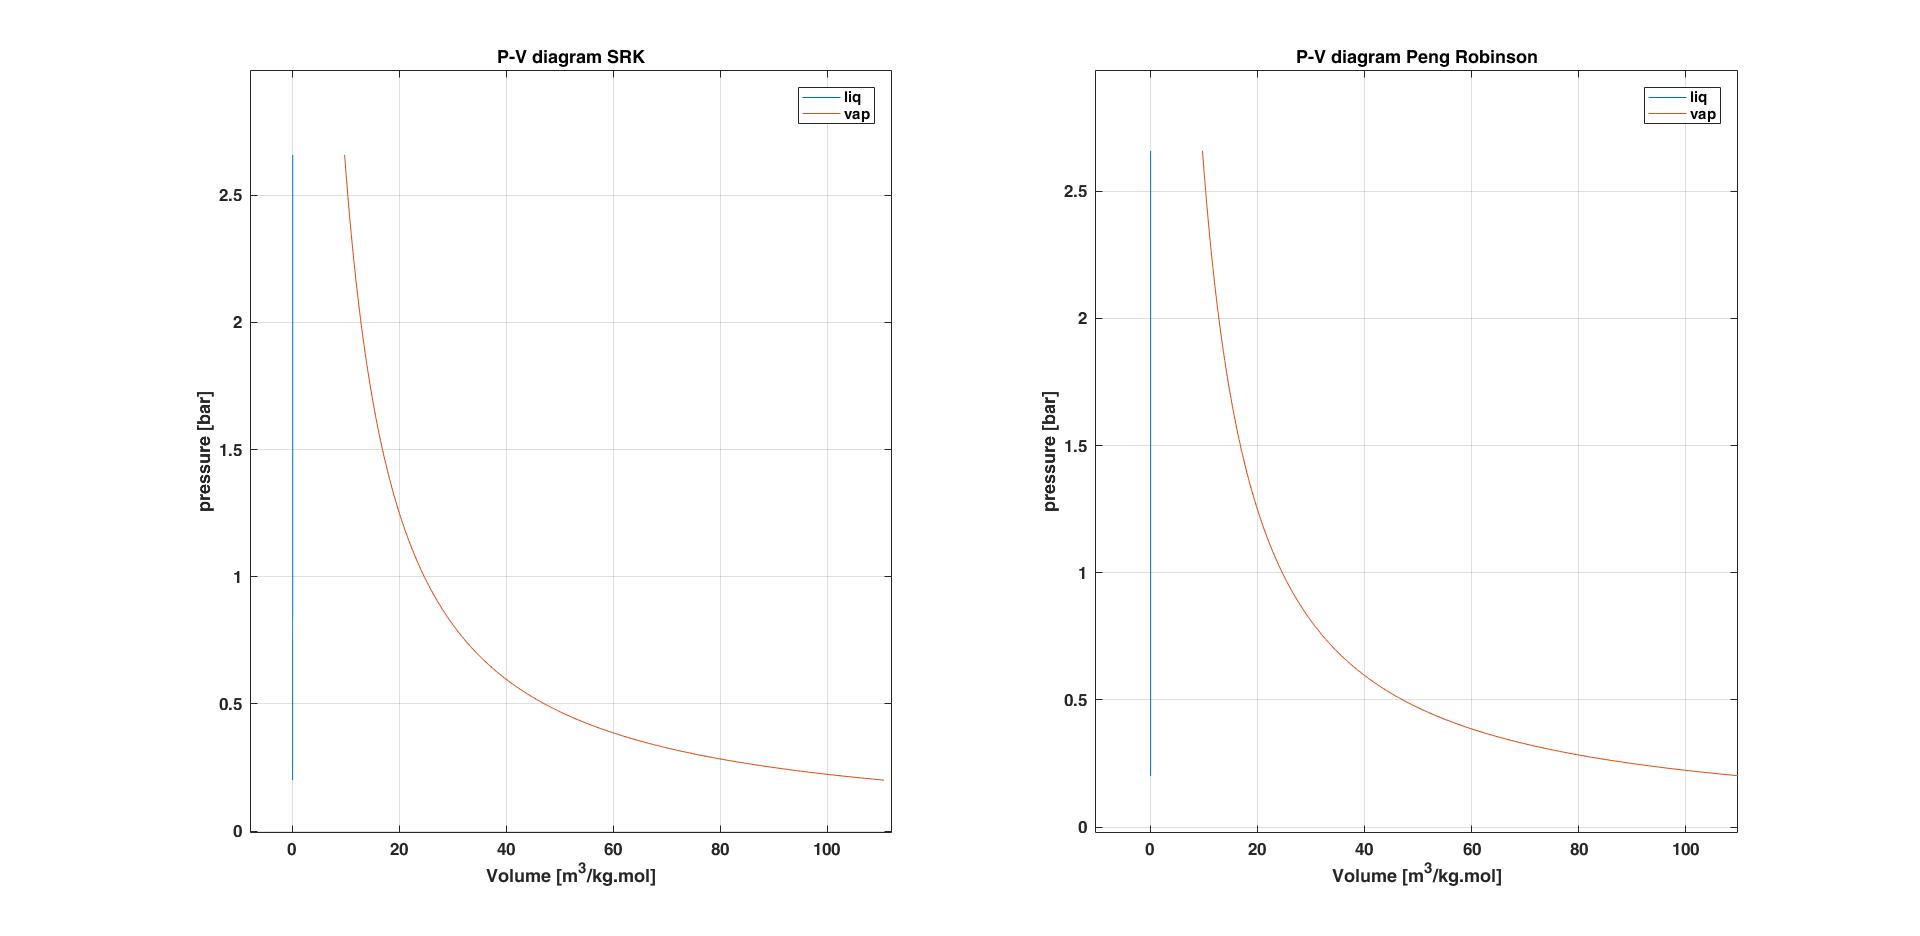 P-V diagram SRK
liq
vap
2.5
2
1.5
1
0.5
0
pressure [bar]
0 20 40 60 80 100
Volume [m³/kg.mol]
P-V diagram Peng Robinson
liq
vap
2.5
2
1.5
1
0.5
0
pressure [bar]
0 20 40 60 80 100
Volume [m³/kg.mol]